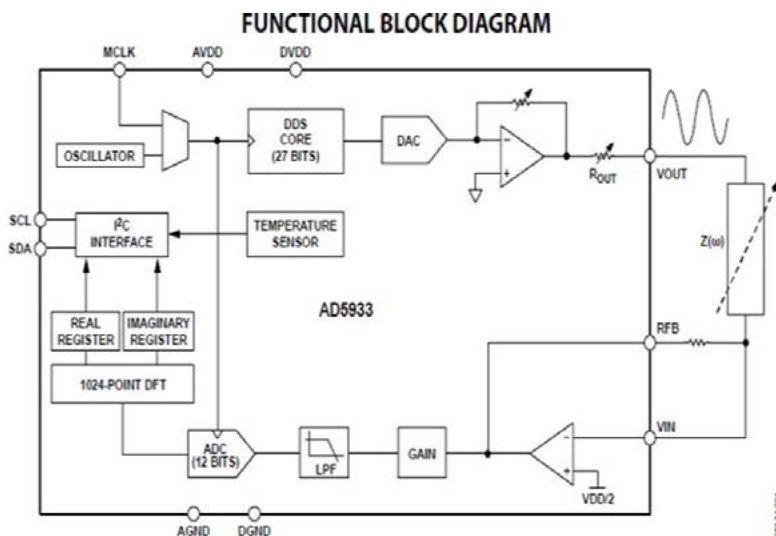 FUNCTIONAL BLOCK DIAGRAM
MCLK
AVDD
DVDD
OSCILLATOR
DDS
CORE
(27 BITS)
DAC
ROUT
VOUT
SCL
SDA
I2C
INTERFACE
TEMPERATURE
SENSOR
Z(ω)
AD5933
REAL
REGISTER
IMAGINARY
REGISTER
RFB
1024-POINT DFT
ADC
(12 BITS)
LPF
GAIN
VIN
VDD/2
AGND
DGND